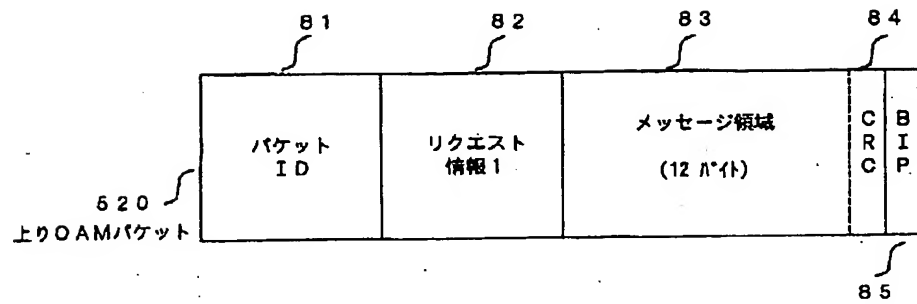 81
82
83
84
パケット
ID
リクエスト
情報1
メッセージ領域
(12 バイト)
CRC
BIP
520
上りOAMパケット
85